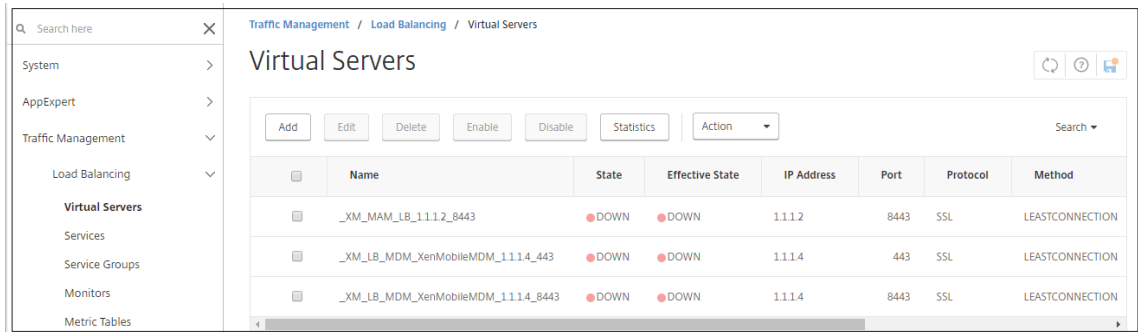 Search here
System
AppExpert
Traffic Management
Load Balancing
Virtual Servers
Services
Service Groups
Monitors
Metric Tables
Traffic Management / Load Balancing / Virtual Servers
Virtual Servers
Add Edit Delete Enable Disable Statistics Action Search
Name State Effective State IP Address Port Protocol Method
_XM_MAM_LB_1.1.1.2_8443 DOWN DOWN 1.1.1.2 8443 SSL LEASTCONNECTION
_XM_LB_MDM_XenMobileMDM_1.1.1.4_443 DOWN DOWN 1.1.1.4 443 SSL LEASTCONNECTION
_XM_LB_MDM_XenMobileMDM_1.1.1.4_8443 DOWN DOWN 1.1.1.4 8443 SSL LEASTCONNECTION